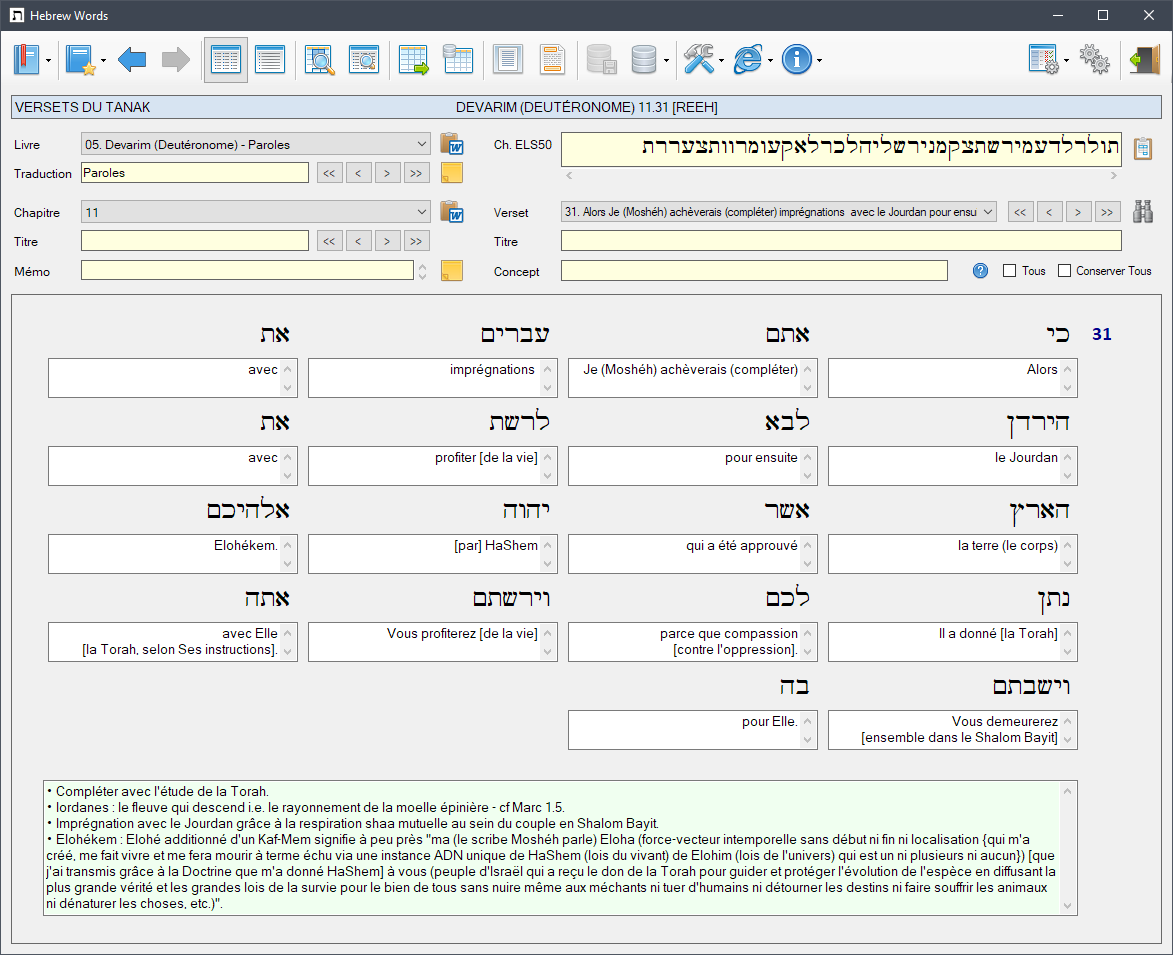 Hebrew Words
VERSETS DU TANAK
DEVARIM (DEUTÉRONOME) 11.31 [REEH]
Livre
05. Devarim (Deutéronome) - Paroles
Ch. ELS50
תולרלדעמירשתצקמנירשליהלכרלאקעומרוותצעררת
Traduction
Paroles
<< < > >>
Chapitre
11
Verset
31. Alors Je (Moshéh) achèverais (compléter) imprégnations avec le Jourdan pour ensui
<< < > >>
Titre
<< < > >>
Titre
Mémo
Concept
Tous
Conserver Tous
31
כי
אתם
עברים
את
Alors
Je (Moshéh) achèverais (compléter)
imprégnations
avec
הירדן
לבא
לרשת
את
le Jourdan
pour ensuite
profiter [de la vie]
avec
הארץ
אשר
יהוה
אלהיכם
la terre (le corps)
qui a été approuvé
[par] HaShem
Elohékem.
נתן
לכם
וירשתם
אתה
Il a donné [la Torah]
parce que compassion
[contre l'oppression].
Vous profiterez [de la vie]
avec Elle
[la Torah, selon Ses instructions].
וישבתם
בה
Vous demeurerez
[ensemble dans le Shalom Bayit]
pour Elle.
• Compléter avec l'étude de la Torah.
• Iordanes : le fleuve qui descend i.e. le rayonnement de la moelle épinière - cf Marc 1.5.
• Imprégnation avec le Jourdan grâce à la respiration shaa mutuelle au sein du couple en Shalom Bayit.
• Elohékem : Elohé additionné d'un Kaf-Mem signifie à peu près "ma (le scribe Moshéh parle) Eloha (force-vecteur intemporelle sans début ni fin ni localisation {qui m'a
créé, me fait vivre et me fera mourir à terme échu via une instance ADN unique de HaShem (lois du vivant) de Elohim (lois de l'univers) qui est un ni plusieurs ni aucun}) [que
j'ai transmis grâce à la Doctrine que m'a donné HaShem] à vous (peuple d'Israël qui a reçu le don de la Torah pour guider et protéger l'évolution de l'espèce en diffusant la
plus grande vérité et les grandes lois de la survie pour le bien de tous sans nuire même aux méchants ni tuer d'humains ni détourner les destins ni faire souffrir les animaux
ni dénaturer les choses, etc.)".